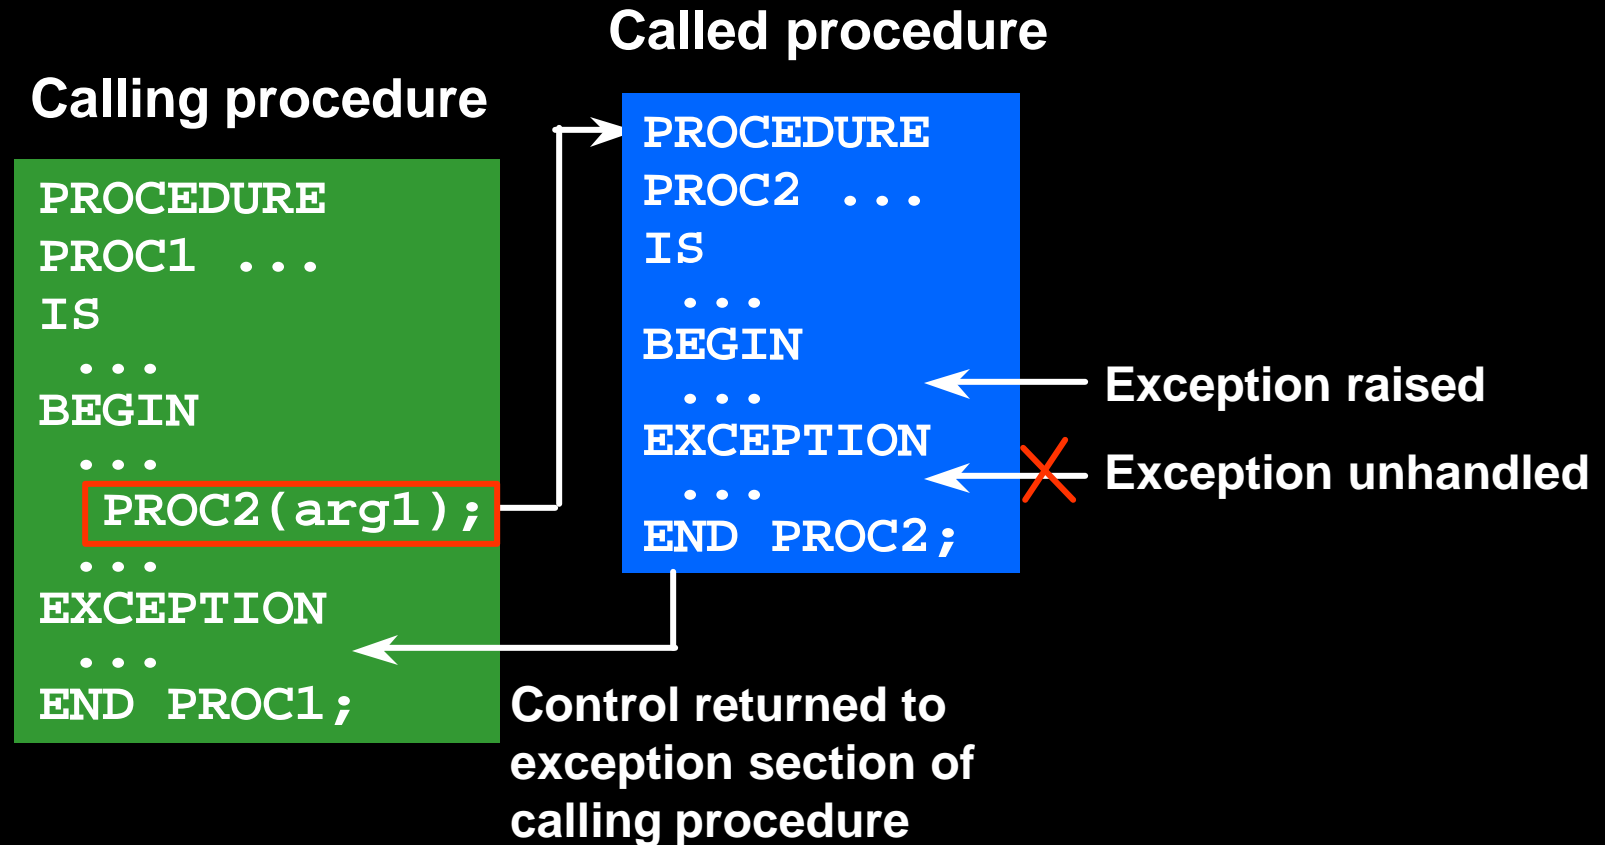 Called procedure
Calling procedure
PROCEDURE
PROC1 ...
IS
...
BEGIN
...
PROC2(arg1);
...
EXCEPTION
...
END PROC1;
PROCEDURE
PROC2 ...
IS
...
BEGIN
...
EXCEPTION
...
END PROC2;
Exception raised
Exception unhandled
Control returned to
exception section of
calling procedure